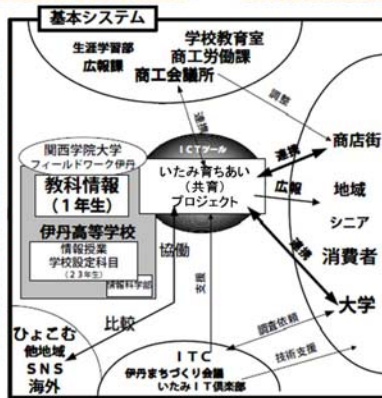 基本システム
生涯学習部
広報課
学校教育室
商工労働課
商工会議所
調整
連携
商店街
関西学院大学
フィールドワーク伊丹
教科情報
(1年生)
伊丹高等学校
情報授業
学校設定科目
(23年生)
情報科学部
ICTツール
いたみ育ちあい
(共育)
プロジェクト
連携
広報
地域
シニア
消費者
連携
大学
協働
支援
比較
ひょこむ
他地域
SNS
海外
調査依頼
技術支援
ITC
伊丹まちづくり会議
いたみIT倶楽部